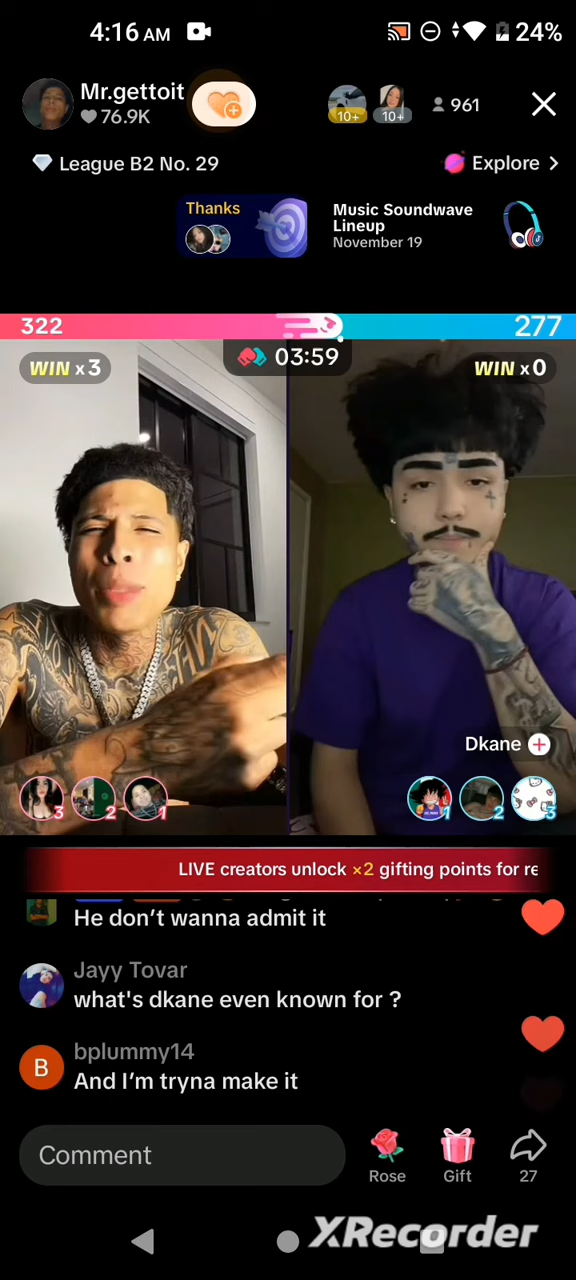 4:16 AM
24%
Mr.gettoit
76.9K
10+
10+
961
League B2 No. 29
Explore >
Thanks
Music Soundwave
Lineup
November 19
322
277
WIN x3
03:59
WIN x0
Dkane
3
2
1
1
2
3
LIVE creators unlock ×2 gifting points for re
He don’t wanna admit it
Jayy Tovar
what's dkane even known for ?
B
bplummy14
And I’m tryna make it
Comment
Rose
Gift
27
XRecorder